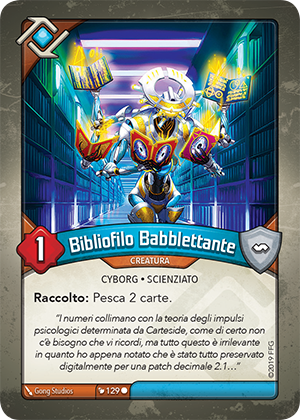 1
Bibliofilo Babblettante
CREATURA
CYBORG • SCIENZIATO
Raccolto: Pesca 2 carte.
"I numeri collimano con la teoria degli impulsi
psicologici determinata da Carteside, come di certo non
c'è bisogno che vi ricordi, ma tutto questo è irrilevante
in quanto ho appena notato che è stato tutto preservato
digitalmente per una patch decimale 2.1…"
Gong Studios
129
©2019 FFG